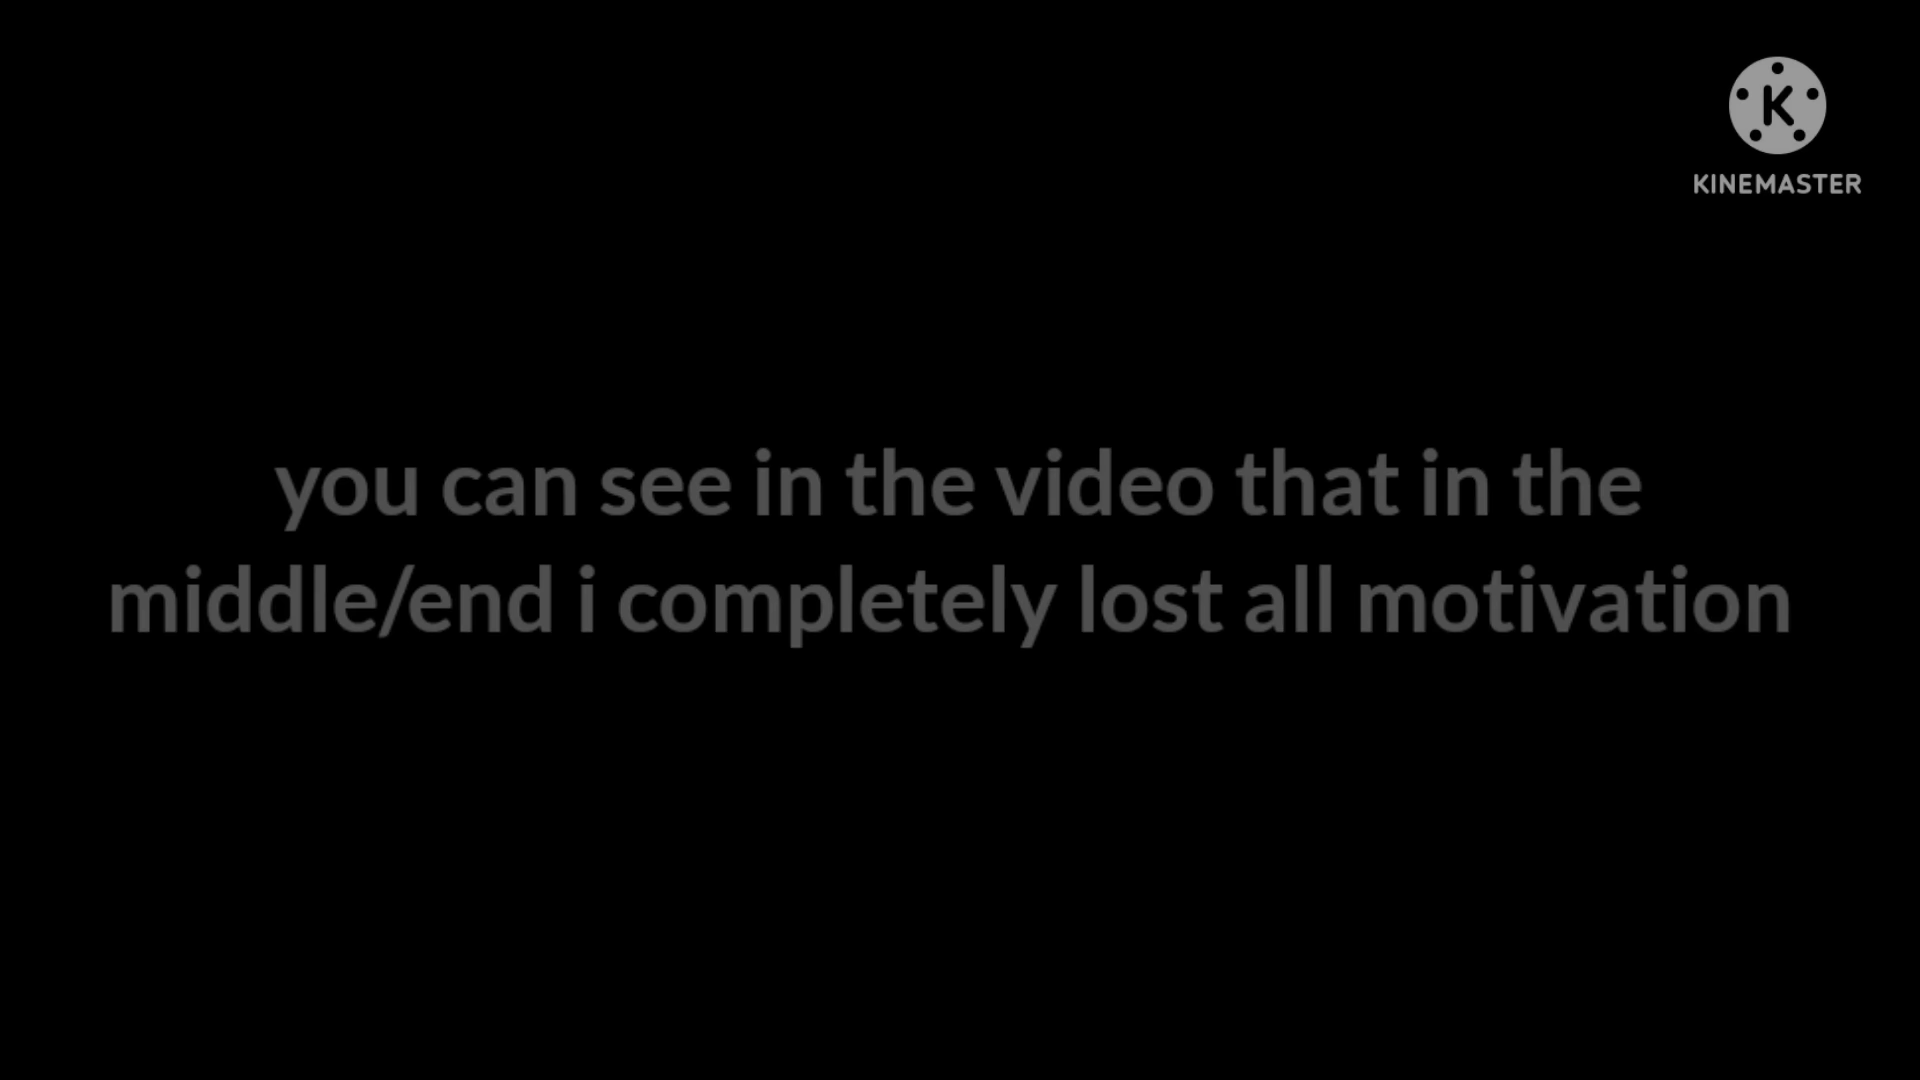 K
KINEMASTER
you can see in the video that in the
middle/end i completely lost all motivation